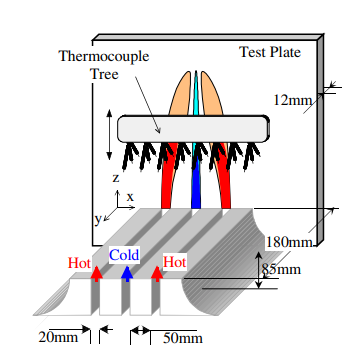 Thermocouple
Tree
Test Plate
12mm
z
x
y
180mm
Hot
Cold
Hot
85mm
20mm
50mm